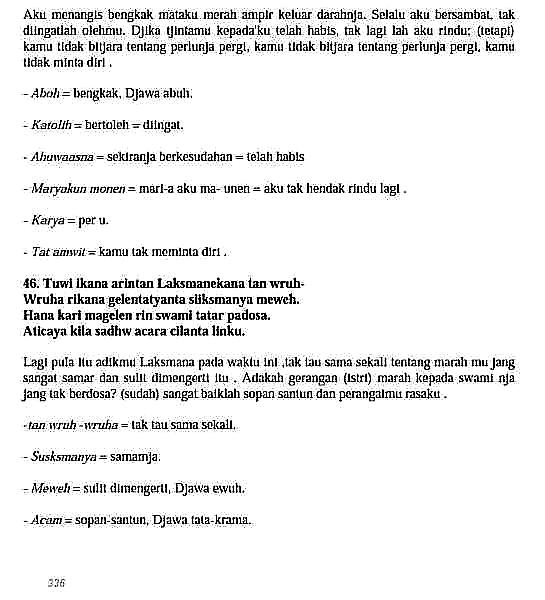 Aku menangis bengkak mataku merah ampir keluar darahnja. Selalu aku bersambat, tak
diingatlah olehmu. Djika tjintamu kepada'ku telah habis, tak lagi lah aku rindu; (tetapi)
kamu tidak bitjara tentang perlunja pergi, kamu tidak bitjara tentang perlunja pergi, kamu
tidak minta diri .
- Aboh = bengkak, Djawa abuh.
- Katolih = bertoleh = diingat.
- Ahuwaasna = sekiranja berkesudahan = telah habis
- Maryakun monen = mari-a aku ma- unen = aku tak hendak rindu lagi .
- Karya = per u.
- Tat amwit = kamu tak meminta diri .
46. Tuwi ikana arintan Laksmanekana tan wruh-
Wruha rikana gelentatyanta sliksmanya meweh.
Hana kari magelen rin swami tatar padosa.
Aticaya kila sadhw acara cilanta linku.
Lagi pula itu adikmu Laksmana pada waktu ini ,tak tau sama sekali tentang marah mu jang
sangat samar dan sulit dimengerti itu . Adakah gerangan (istri) marah kepada swami nja
jang tak berdosa? (sudah) sangat baiklah sopan santun dan perangaimu rasaku .
-tan wruh -wruha = tak tau sama sekali.
- Susksmanya = samamja.
- Meweh = sulit dimengerti, Djawa ewuh.
- Acam = sopan-santun, Djawa tata-krama.
336